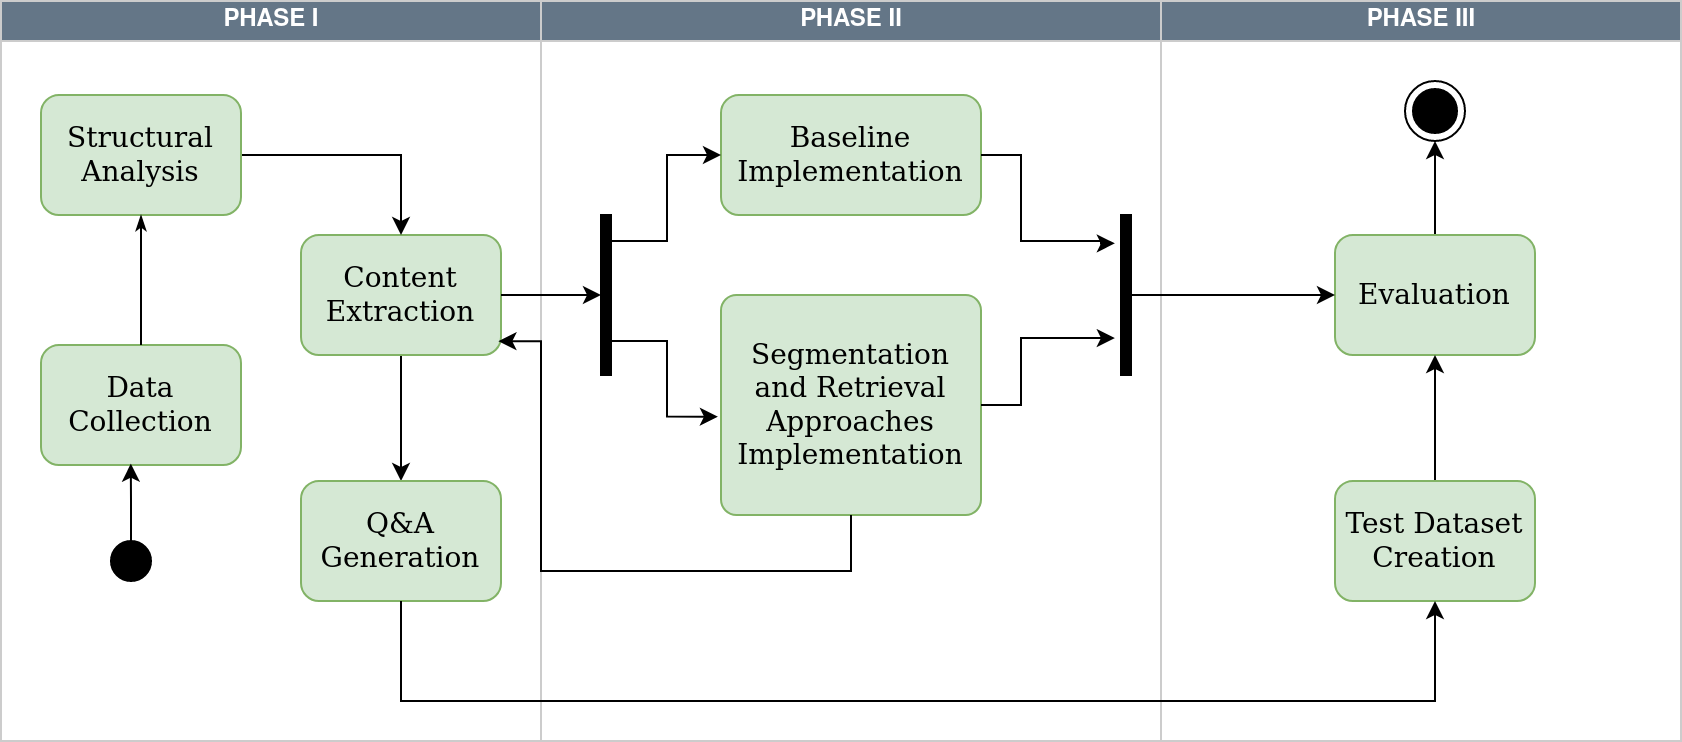 PHASE I
PHASE II
PHASE III
Structural
Analysis
Content
Extraction
Data
Collection
Q&A
Generation
Baseline
Implementation
Segmentation
and Retrieval
Approaches
Implementation
Evaluation
Test Dataset
Creation